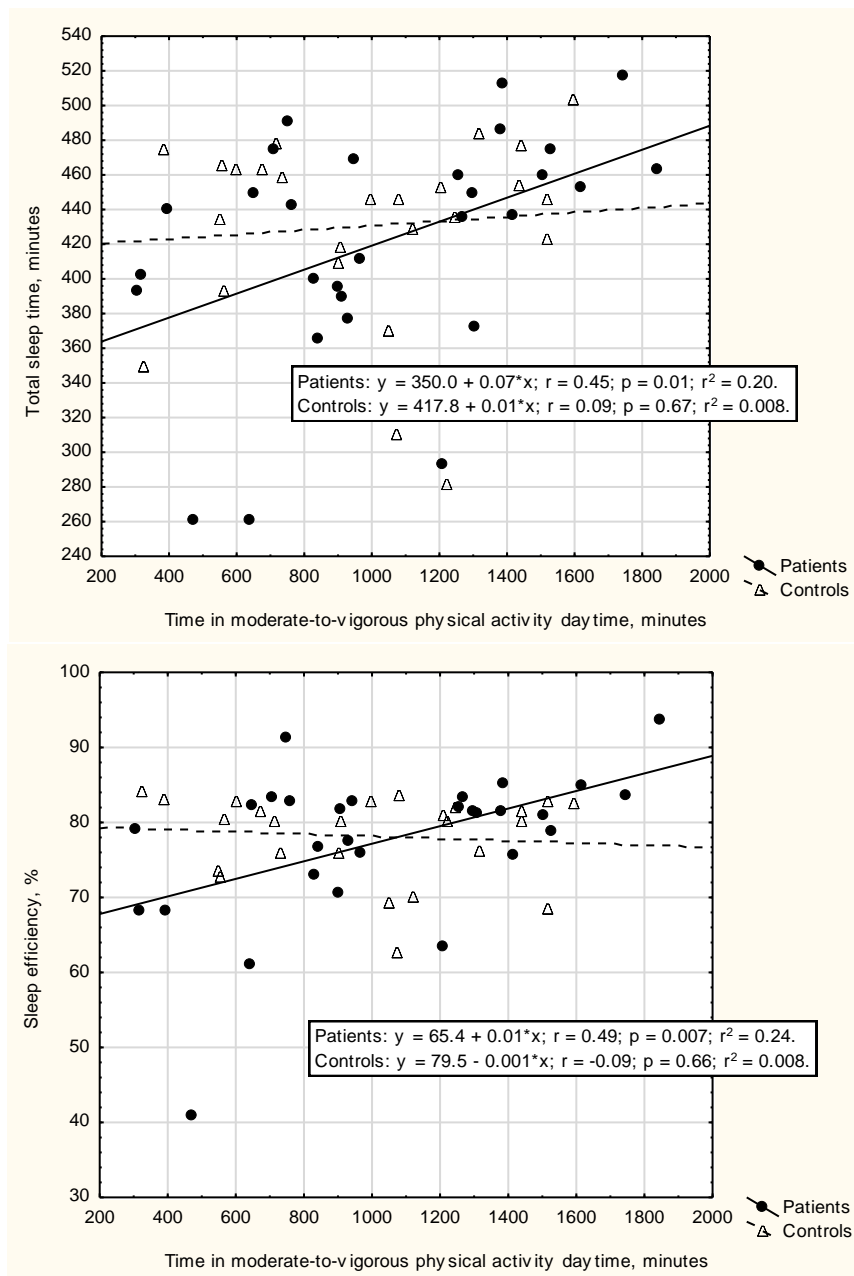 540
520
500
480
460
440
420
400
380
360
340
320
300
280
260
240
Total sleep time, minutes
Patients: y = 350.0 + 0.07*x; r = 0.45; p = 0.01; r² = 0.20.
Controls: y = 417.8 + 0.01*x; r = 0.09; p = 0.67; r² = 0.008.
200 400 600 800 1000 1200 1400 1600 1800 2000
Patients
Controls
Time in moderate-to-vigorous physical activity daytime, minutes
100
90
80
70
60
50
40
30
Sleep efficiency, %
Patients: y = 65.4 + 0.01*x; r = 0.49; p = 0.007; r² = 0.24.
Controls: y = 79.5 - 0.001*x; r = -0.09; p = 0.66; r² = 0.008.
200 400 600 800 1000 1200 1400 1600 1800 2000
Patients
Controls
Time in moderate-to-vigorous physical activity daytime, minutes